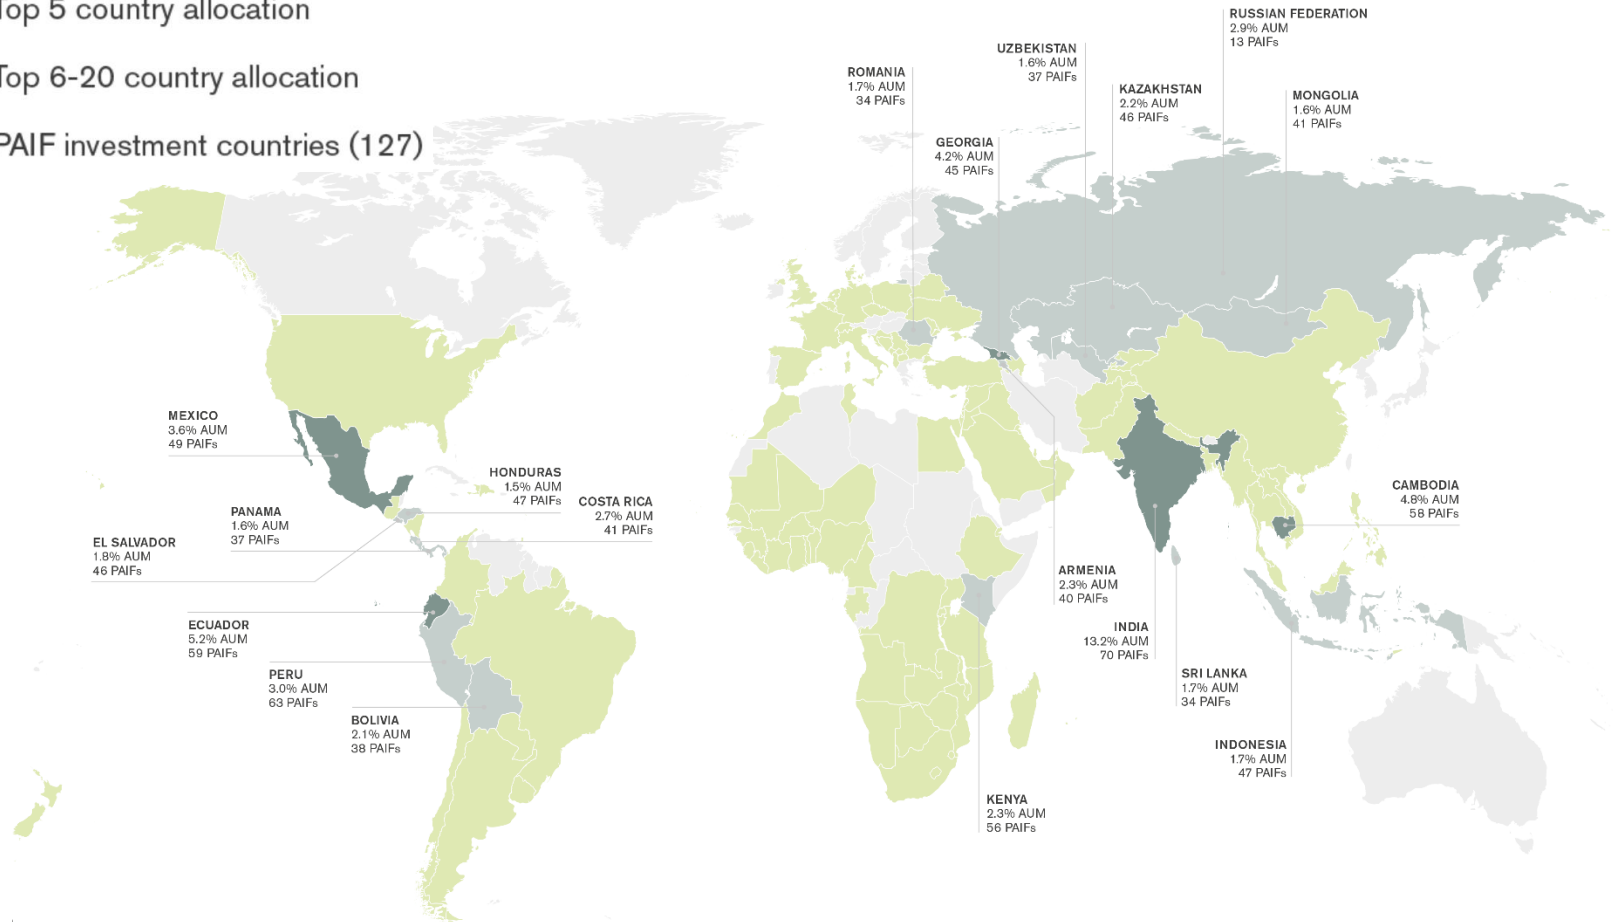 Top 5 country allocation
Top 6-20 country allocation
PAIF investment countries (127)
RUSSIAN FEDERATION
2.9% AUM
13 PAIFs
UZBEKISTAN
1.6% AUM
37 PAIFs
ROMANIA
1.7% AUM
34 PAIFs
KAZAKHSTAN
2.2% AUM
46 PAIFs
MONGOLIA
1.6% AUM
41 PAIFs
GEORGIA
4.2% AUM
45 PAIFs
MEXICO
3.6% AUM
49 PAIFs
HONDURAS
1.5% AUM
47 PAIFs
COSTA RICA
2.7% AUM
41 PAIFs
PANAMA
1.6% AUM
37 PAIFs
EL SALVADOR
1.8% AUM
46 PAIFs
CAMBODIA
4.8% AUM
58 PAIFs
ARMENIA
2.3% AUM
40 PAIFs
ECUADOR
5.2% AUM
59 PAIFs
INDIA
13.2% AUM
70 PAIFs
PERU
3.0% AUM
63 PAIFs
SRI LANKA
1.7% AUM
34 PAIFs
BOLIVIA
2.1% AUM
38 PAIFs
INDONESIA
1.7% AUM
47 PAIFs
KENYA
2.3% AUM
56 PAIFs